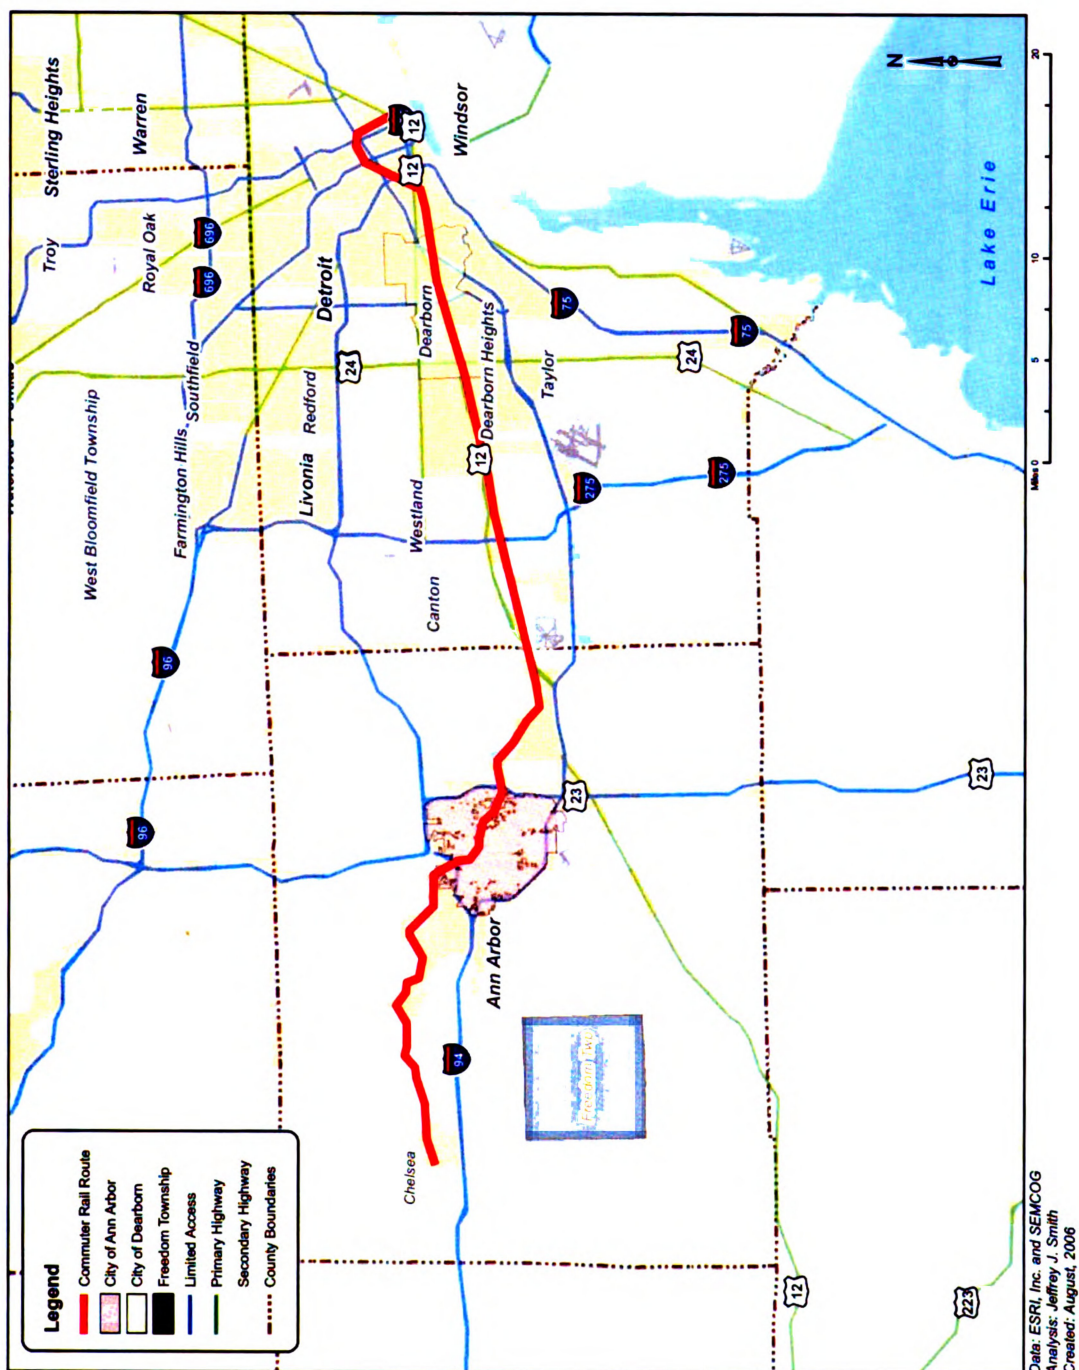 Legend
Commuter Rail Route
City of Ann Arbor
City of Dearborn
Freedom Township
Limited Access
Primary Highway
Secondary Highway
County Boundaries
Sterling Heights
Troy
Warren
Royal Oak
696
696
Southfield
Farmington Hills
West Bloomfield Township
96
96
Detroit
Redford
Livonia
24
12
12
Windsor
Dearborn
Dearborn Heights
Westland
Canton
12
Taylor
75
75
24
275
275
23
23
Ann Arbor
94
Chelsea
12
223
Lake Erie
N
Miles 0
5
10
20
Data: ESRI, Inc. and SEMCOG
Analysis: Jeffrey J. Smith
Created: August, 2006